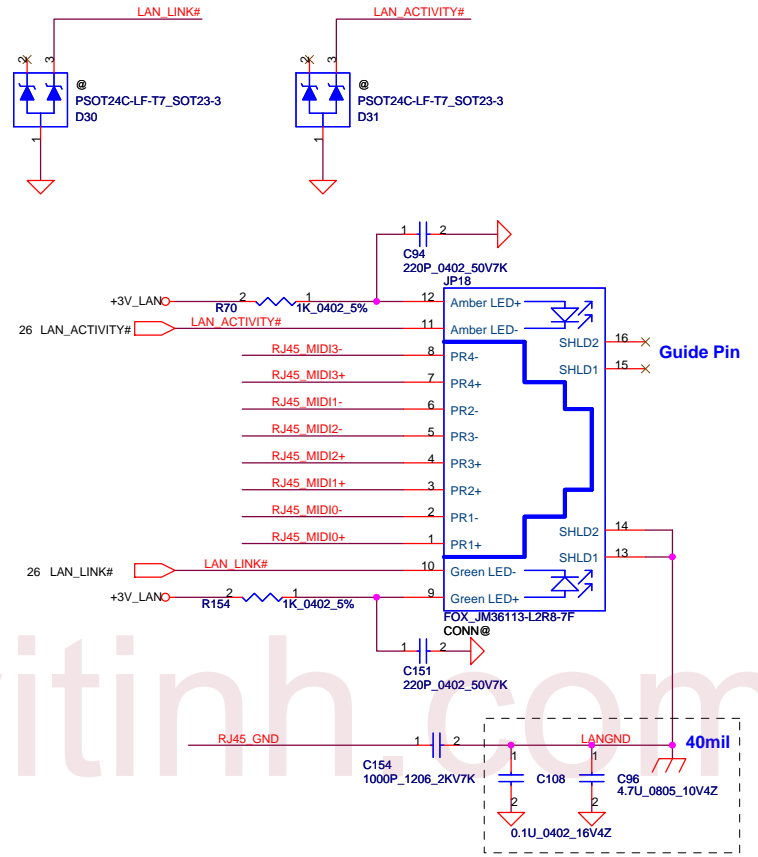 LAN_LINK#
LAN_ACTIVITY#
2
3
2
3
@
PSOT24C-LF-T7_SOT23-3
D30
@
PSOT24C-LF-T7_SOT23-3
D31
1
1
1
2
C94
220P_0402_50V7K
JP18
+3V_LAN
2
R70
1
1K_0402_5%
12
Amber LED+
26 LAN_ACTIVITY#
LAN_ACTIVITY#
11
Amber LED-
SHLD2
16
RJ45_MIDI3-
8
PR4-
Guide Pin
SHLD1
15
RJ45_MIDI3+
7
PR4+
RJ45_MIDI1-
6
PR2-
RJ45_MIDI2-
5
PR3-
RJ45_MIDI2+
4
PR3+
RJ45_MIDI1+
3
PR2+
RJ45_MIDI0-
2
PR1-
SHLD2
14
RJ45_MIDI0+
1
PR1+
SHLD1
13
26 LAN_LINK#
LAN_LINK#
10
Green LED-
+3V_LAN
2
R154
1
1K_0402_5%
9
Green LED+
FOX_JM36113-L2R8-7F
CONN@
1
2
C151
220P_0402_50V7K
vitinh.com
RJ45_GND
1
2
LANGND
40mil
C154
1000P_1206_2KV7K
1
C108
1
C96
4.7U_0805_10V4Z
2
2
0.1U_0402_16V4Z